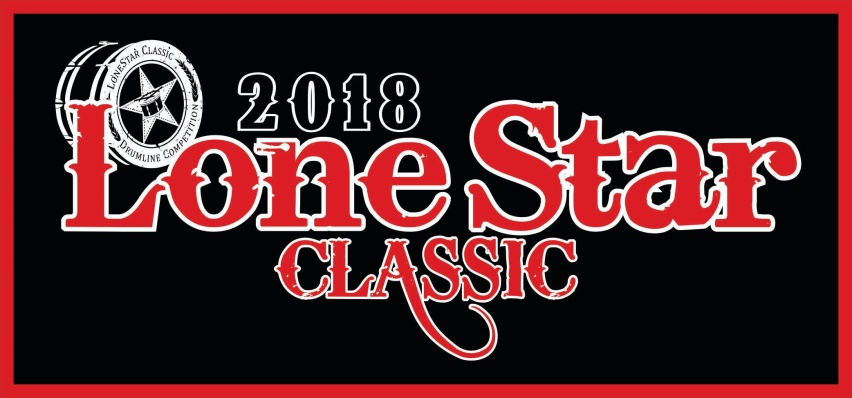 LoneStar Classic
Drumline Competition
2018
Lone Star
CLASSIC